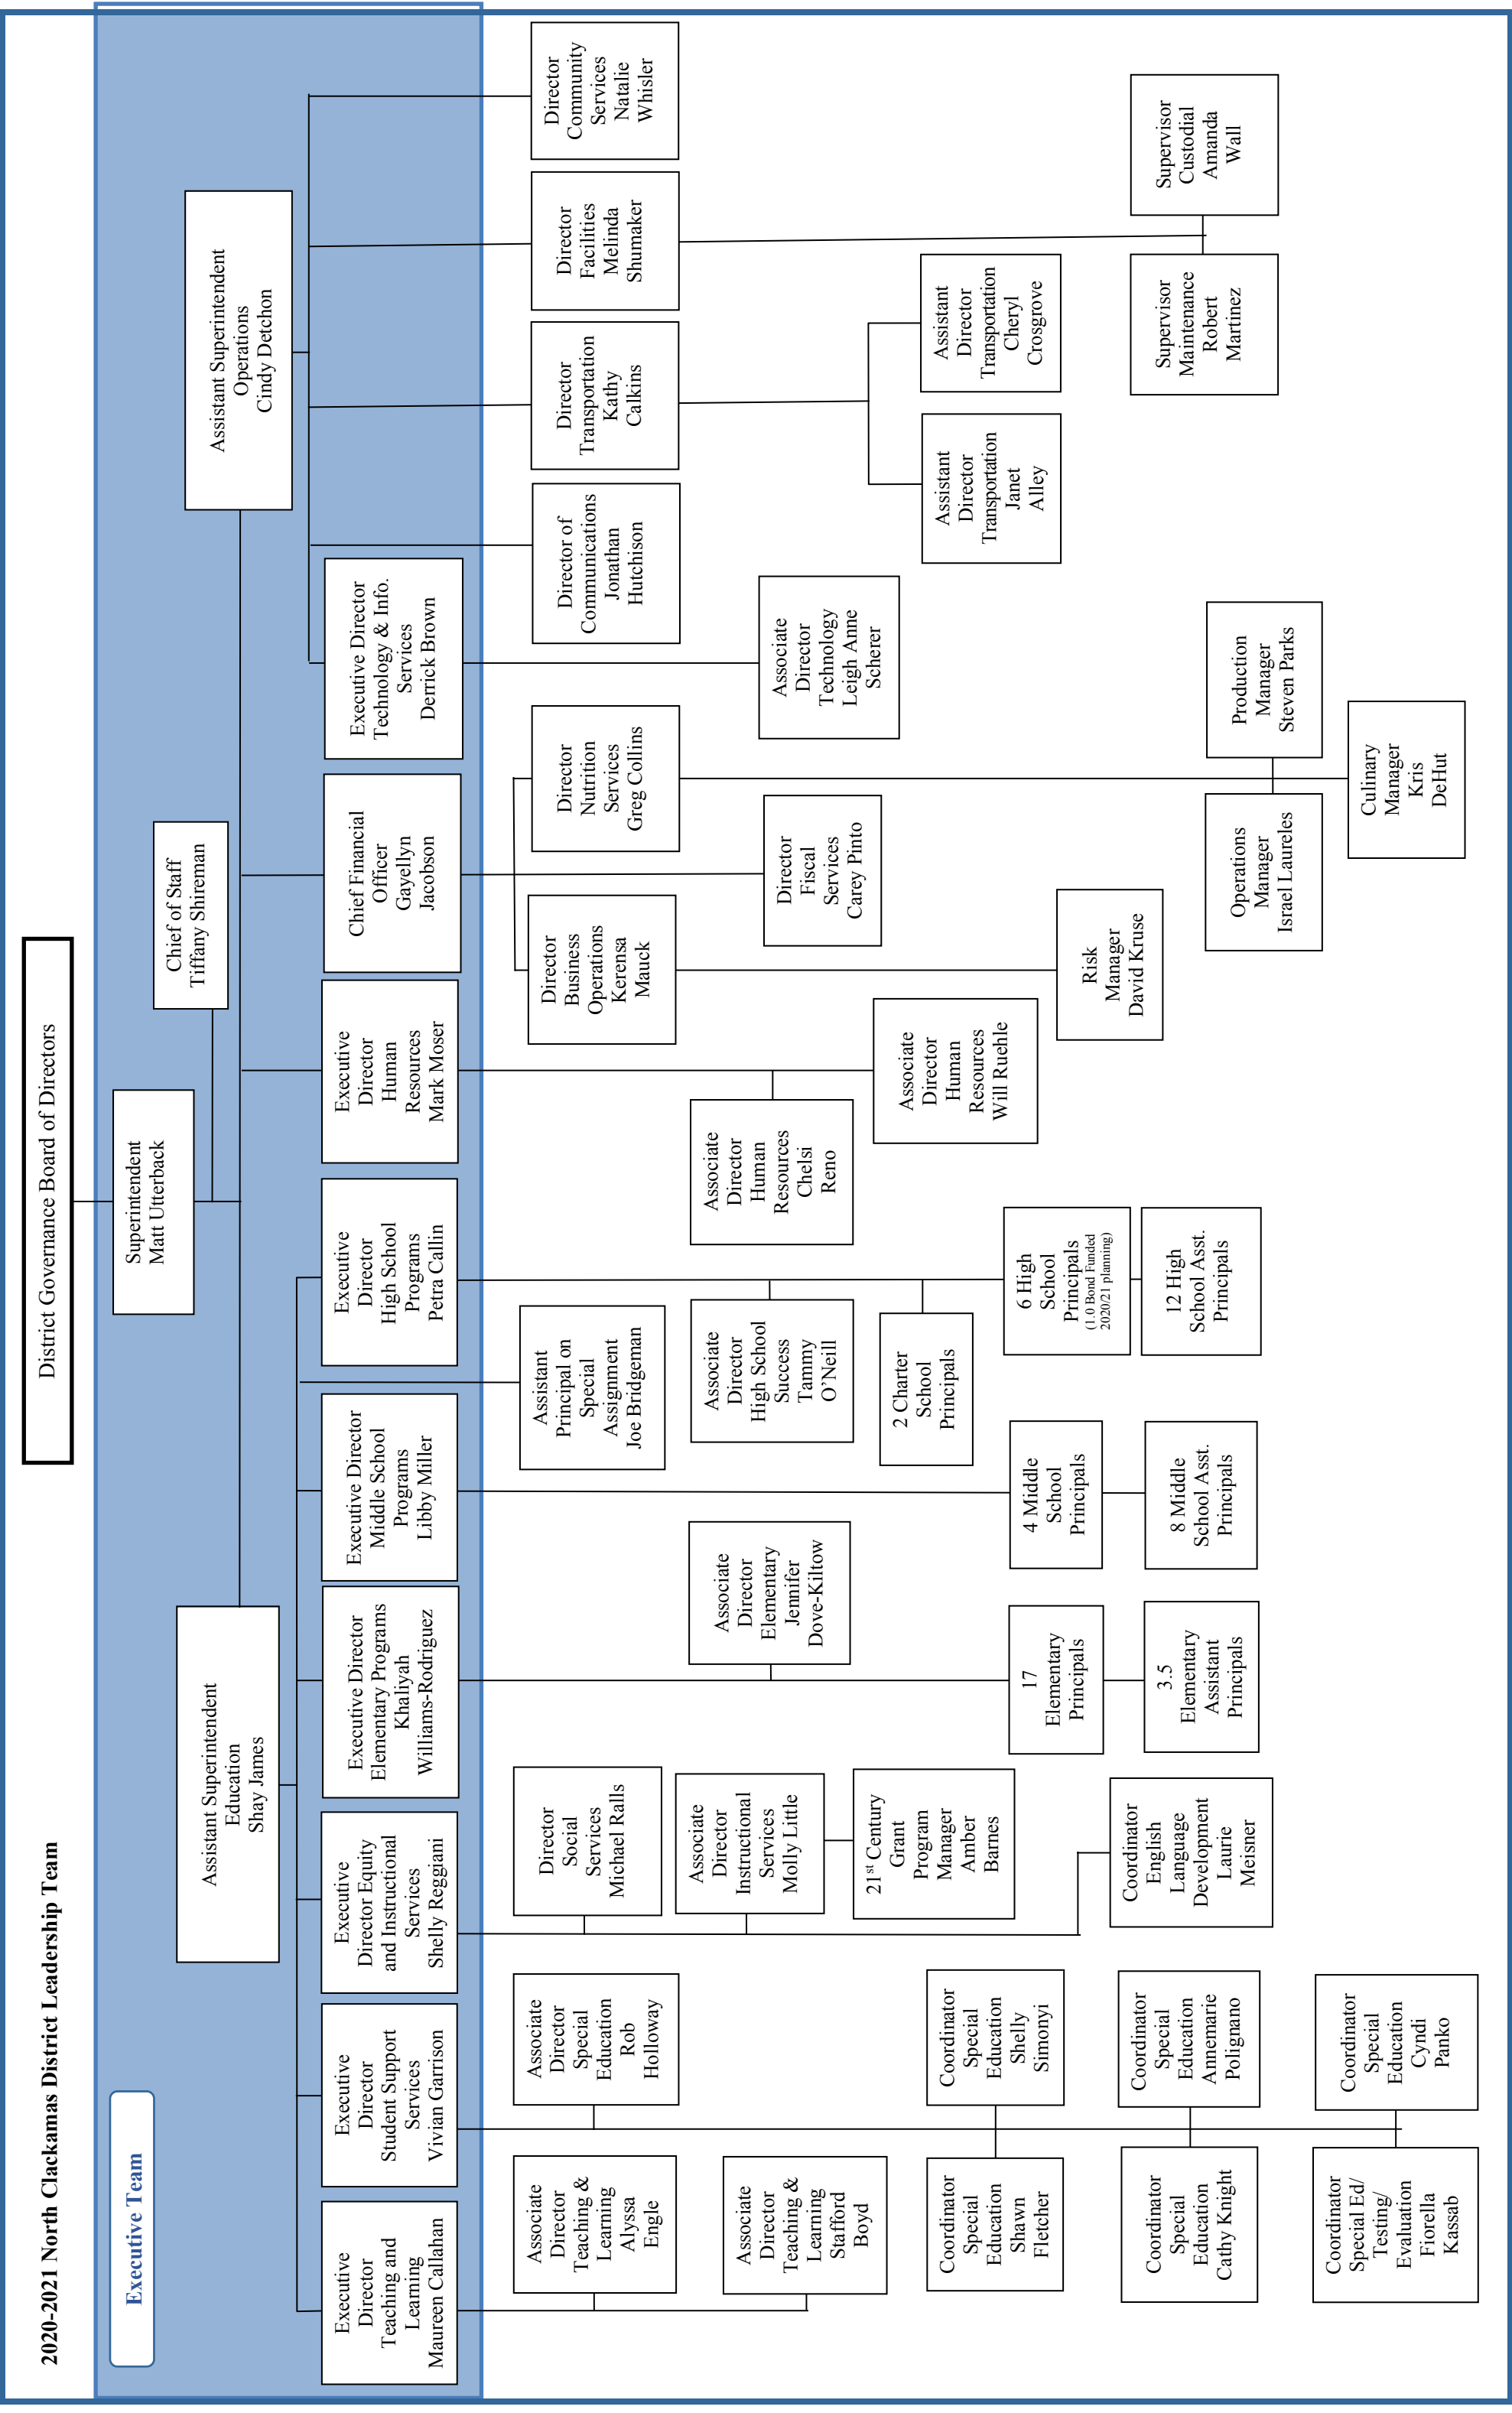 2020-2021 North Clackamas District Leadership Team
District Governance Board of Directors
Executive Team
Superintendent
Matt Utterback
Chief of Staff
Tiffany Shireman
Assistant Superintendent
Education
Shay James
Assistant Superintendent
Operations
Cindy Detchon
Executive
Director
Teaching and
Learning
Maureen Callahan
Executive
Director
Student Support
Services
Vivian Garrison
Executive
Director Equity
and Instructional
Services
Shelly Reggiani
Executive Director
Elementary Programs
Khaliyah
Williams-Rodriguez
Executive Director
Middle School
Programs
Libby Miller
Executive
Director
High School
Programs
Petra Callin
Executive
Director
Human
Resources
Mark Moser
Chief Financial
Officer
Gayellyn
Jacobson
Executive Director
Technology & Info.
Services
Derrick Brown
Associate
Director
Teaching &
Learning
Alyssa
Engle
Associate
Director
Special
Education
Rob
Holloway
Director
Social
Services
Michael Ralls
Assistant
Principal on
Special
Assignment
Joe Bridgeman
Director
Business
Operations
Kerensa
Mauck
Director
Nutrition
Services
Greg Collins
Director of
Communications
Jonathan
Hutchison
Director
Transportation
Kathy
Calkins
Director
Facilities
Melinda
Shumaker
Director
Community
Services
Natalie
Whisler
Associate
Director
Teaching &
Learning
Stafford
Boyd
Associate
Director
Instructional
Services
Molly Little
Associate
Director
Elementary
Jennifer
Dove-Kiltow
Associate
Director
High School
Success
Tammy
O’Neill
Associate
Director
Human
Resources
Chelsi
Reno
Director
Fiscal
Services
Carey Pinto
Associate
Director
Technology
Leigh Anne
Scherer
21st Century
Grant
Program
Manager
Amber
Barnes
2 Charter
School
Principals
Associate
Director
Human
Resources
Will Ruehle
Assistant
Director
Transportation
Janet
Alley
Assistant
Director
Transportation
Cheryl
Crosgrove
Coordinator
Special
Education
Shawn
Fletcher
Coordinator
Special
Education
Shelly
Simonyi
17
Elementary
Principals
4 Middle
School
Principals
6 High
School
Principals
(1.0 Bond Funded
2020/21 planning)
Risk
Manager
David Kruse
Coordinator
Special
Education
Cathy Knight
Coordinator
Special
Education
Annemarie
Polignano
Coordinator
English
Language
Development
Laurie
Meisner
3.5
Elementary
Assistant
Principals
8 Middle
School Asst.
Principals
12 High
School Asst.
Principals
Operations
Manager
Israel Laureles
Production
Manager
Steven Parks
Supervisor
Maintenance
Robert
Martinez
Supervisor
Custodial
Amanda
Wall
Coordinator
Special Ed/
Testing/
Evaluation
Fiorella
Kassab
Coordinator
Special
Education
Cyndi
Panko
Culinary
Manager
Kris
DeHut